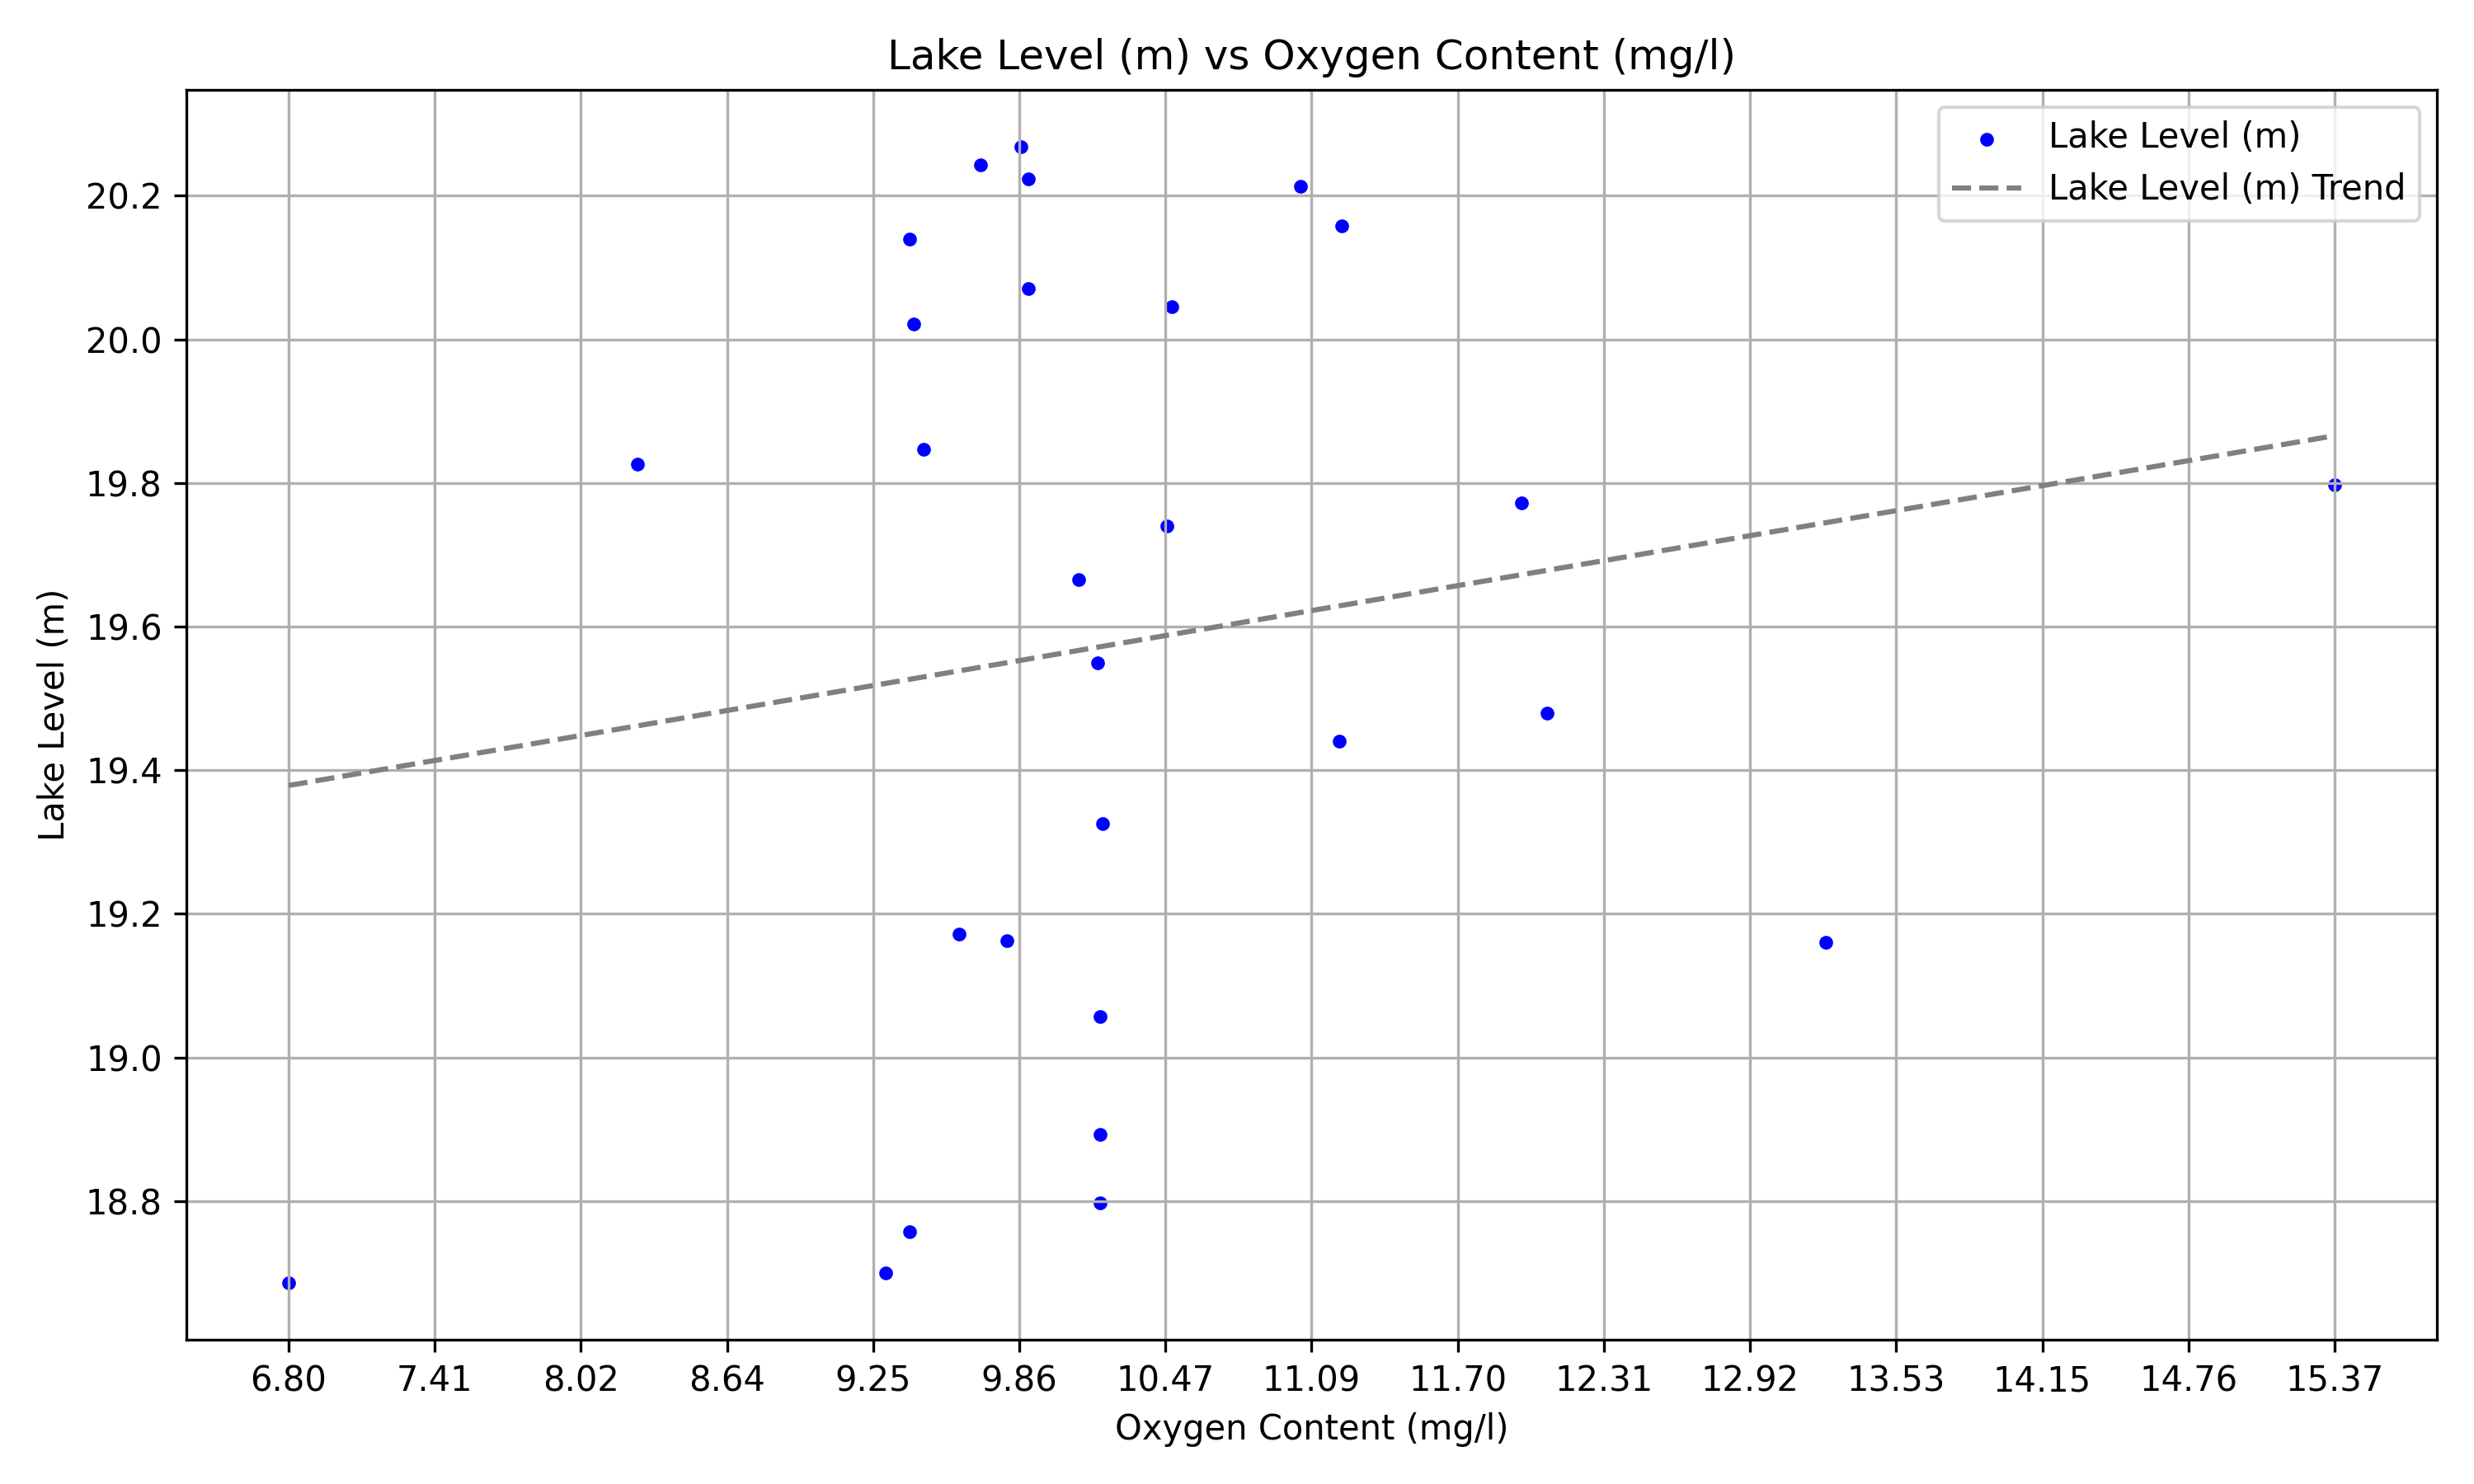 Lake Level (m) vs Oxygen Content (mg/l)
Lake Level (m)
Lake Level (m) Trend
20.2
20.0
19.8
19.6
19.4
19.2
19.0
18.8
Lake Level (m)
6.80 7.41 8.02 8.64 9.25 9.86 10.47 11.09 11.70 12.31 12.92 13.53 14.15 14.76 15.37
Oxygen Content (mg/l)